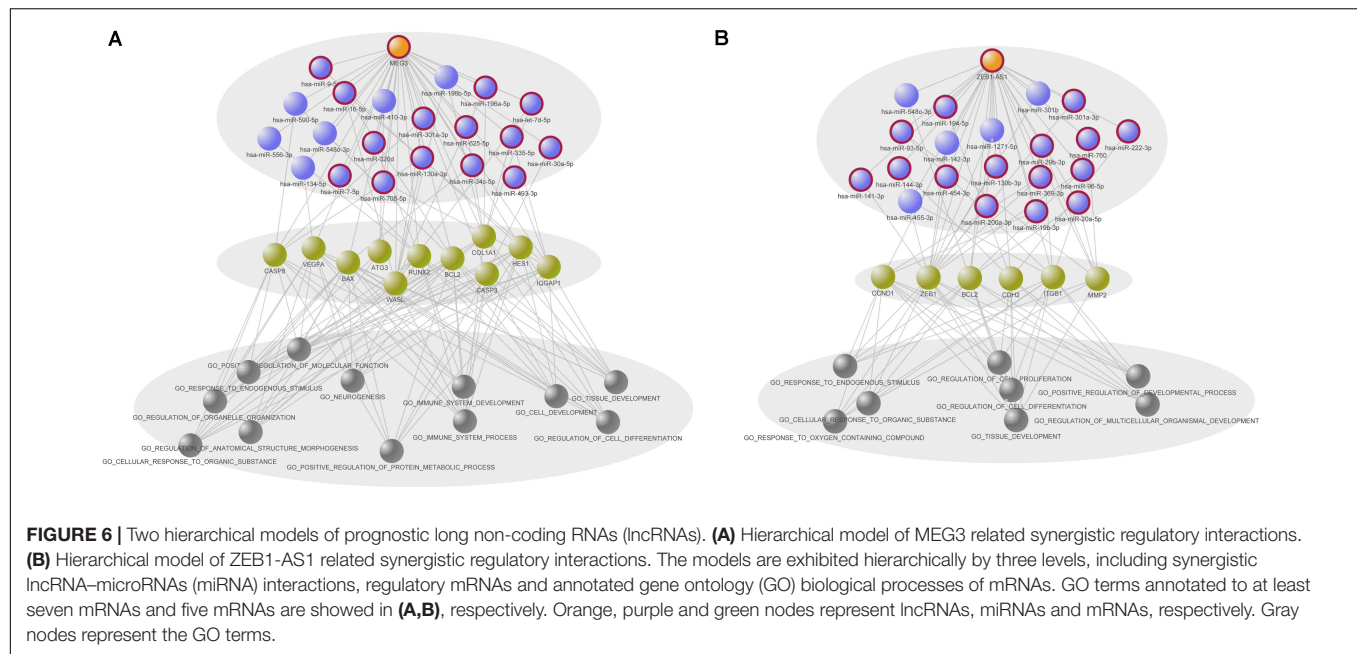 A
MEG3
hsa-miR-9-5p
hsa-miR-196b-5p
hsa-miR-196a-5p
hsa-miR-16-5p
hsa-miR-410-3p
hsa-let-7d-5p
hsa-miR-590-5p
hsa-miR-301a-3p
hsa-miR-625-5p
hsa-miR-556-3p
hsa-miR-548o-3p
hsa-miR-335-5p
hsa-miR-320d
hsa-miR-130a-3p
hsa-miR-30a-5p
hsa-miR-134-5p
hsa-miR-34c-5p
hsa-miR-7-5p
hsa-miR-708-5p
hsa-miR-493-3p
COL1A1
CASP8
VEGFA
ATG3
HES1
BAX
RUNX2
BCL2
CASP3
IQGAP1
WASL
GO_POSITIVE_REGULATION_OF_MOLECULAR_FUNCTION
GO_RESPONSE_TO_ENDOGENOUS_STIMULUS
GO_NEUROGENESIS
GO_IMMUNE_SYSTEM_DEVELOPMENT
GO_TISSUE_DEVELOPMENT
GO_CELL_DEVELOPMENT
GO_REGULATION_OF_ORGANELLE_ORGANIZATION
GO_IMMUNE_SYSTEM_PROCESS
GO_REGULATION_OF_CELL_DIFFERENTIATION
GO_REGULATION_OF_ANATOMICAL_STRUCTURE_MORPHOGENESIS
GO_CELLULAR_RESPONSE_TO_ORGANIC_SUBSTANCE
GO_POSITIVE_REGULATION_OF_PROTEIN_METABOLIC_PROCESS
B
ZEB1-AS1
hsa-miR-548o-3p
hsa-miR-301b
hsa-miR-301a-3p
hsa-miR-194-5p
hsa-miR-93-5p
hsa-miR-1271-5p
hsa-miR-222-3p
hsa-miR-142-3p
hsa-miR-29b-3p
hsa-miR-760
hsa-miR-144-3p
hsa-miR-130b-3p
hsa-miR-96-5p
hsa-miR-141-3p
hsa-miR-454-3p
hsa-miR-369-3p
hsa-miR-455-3p
hsa-miR-200a-3p
hsa-miR-19b-3p
hsa-miR-20a-5p
CCND1
ZEB1
BCL2
CDH2
ITGB1
MMP2
GO_RESPONSE_TO_ENDOGENOUS_STIMULUS
GO_REGULATION_OF_CELL_PROLIFERATION
GO_POSITIVE_REGULATION_OF_DEVELOPMENTAL_PROCESS
GO_REGULATION_OF_CELL_DIFFERENTIATION
GO_CELLULAR_RESPONSE_TO_ORGANIC_SUBSTANCE
GO_REGULATION_OF_MULTICELLULAR_ORGANISMAL_DEVELOPMENT
GO_RESPONSE_TO_OXYGEN_CONTAINING_COMPOUND
GO_TISSUE_DEVELOPMENT
FIGURE 6 | Two hierarchical models of prognostic long non-coding RNAs (lncRNAs). (A) Hierarchical model of MEG3 related synergistic regulatory interactions.
(B) Hierarchical model of ZEB1-AS1 related synergistic regulatory interactions. The models are exhibited hierarchically by three levels, including synergistic
lncRNA–microRNAs (miRNA) interactions, regulatory mRNAs and annotated gene ontology (GO) biological processes of mRNAs. GO terms annotated to at least
seven mRNAs and five mRNAs are showed in (A,B), respectively. Orange, purple and green nodes represent lncRNAs, miRNAs and mRNAs, respectively. Gray
nodes represent the GO terms.